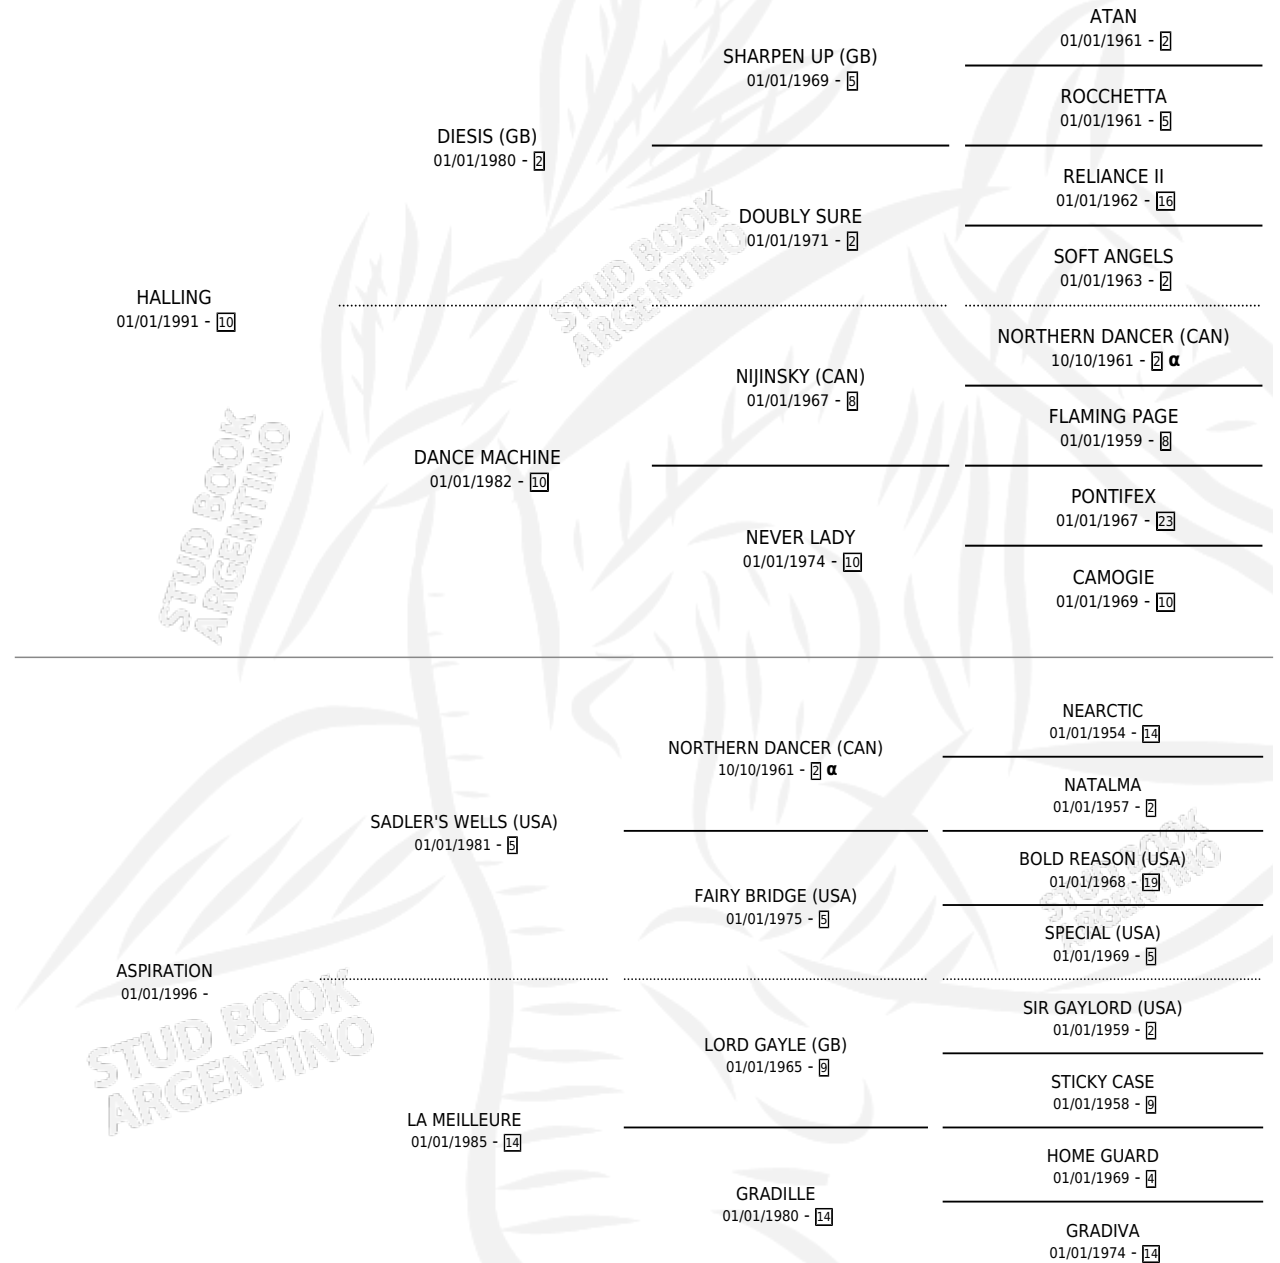 ATAN
01/01/1961 - 2
SHARPEN UP (GB)
01/01/1969 - 5
ROCCHETTA
01/01/1961 - 5
DIESIS (GB)
01/01/1980 - 2
RELIANCE II
01/01/1962 - 16
DOUBLY SURE
01/01/1971 - 2
SOFT ANGELS
01/01/1963 - 2
HALLING
01/01/1991 - 10
NORTHERN DANCER (CAN)
10/10/1961 - 2 α
NIJINSKY (CAN)
01/01/1967 - 8
FLAMING PAGE
01/01/1959 - 8
DANCE MACHINE
01/01/1982 - 10
PONTIFEX
01/01/1967 - 23
NEVER LADY
01/01/1974 - 10
CAMOGIE
01/01/1969 - 10
NEARCTIC
01/01/1954 - 14
NORTHERN DANCER (CAN)
10/10/1961 - 2 α
NATALMA
01/01/1957 - 2
SADLER'S WELLS (USA)
01/01/1981 - 5
BOLD REASON (USA)
01/01/1968 - 19
FAIRY BRIDGE (USA)
01/01/1975 - 5
SPECIAL (USA)
01/01/1969 - 5
ASPIRATION
01/01/1996 -
SIR GAYLORD (USA)
01/01/1959 - 2
LORD GAYLE (GB)
01/01/1965 - 9
STICKY CASE
01/01/1958 - 9
LA MEILLEURE
01/01/1985 - 14
HOME GUARD
01/01/1969 - 4
GRADILLE
01/01/1980 - 14
GRADIVA
01/01/1974 - 14
STUD BOOK
ARGENTINO
STUD BOOK
ARGENTINO
STUD BOOK
ARGENTINO
STUD BOOK
ARGENTINO